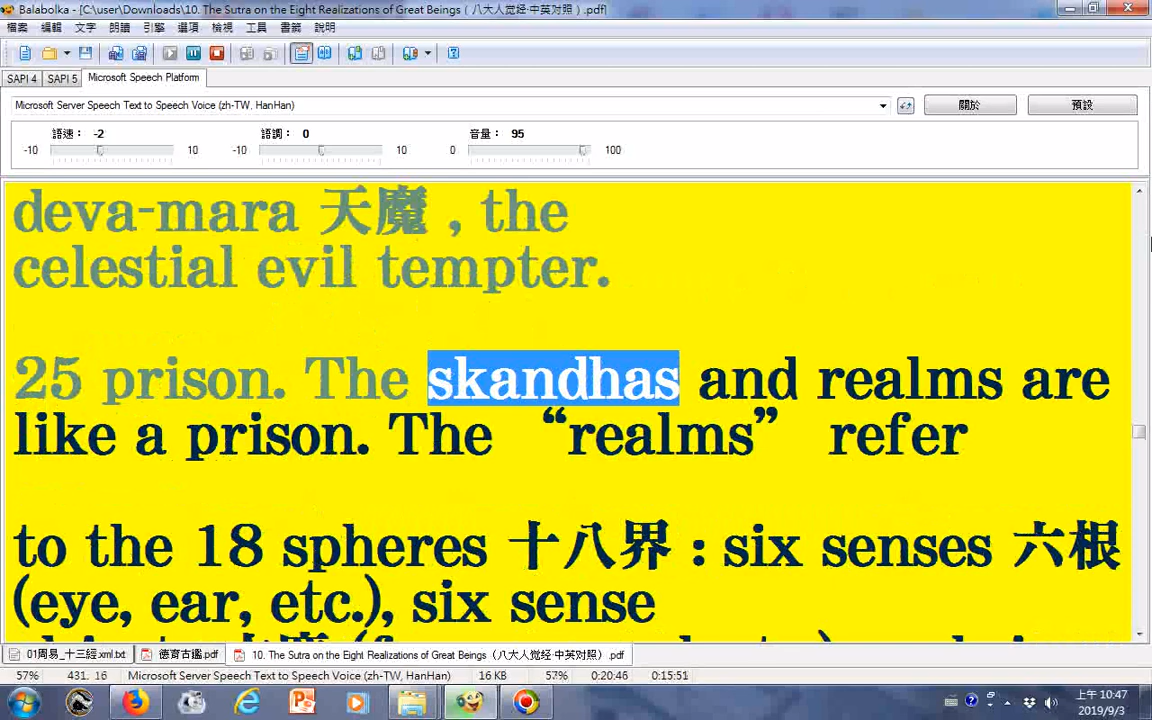 Balabolka - [C:\user\Downloads\10. The Sutra on the Eight Realizations of Great Beings（八大人觉经·中英对照）.pdf]
檔案 編輯 文字 朗讀 引擎 選項 檢視 工具 書籤 說明
SAPI 4 SAPI 5 Microsoft Speech Platform
Microsoft Server Speech Text to Speech Voice (zh-TW, HanHan) 關於 預設
語速： -2 語調： 0 音量： 95
-10 10 -10 10 0 100
deva-mara 天魔 , the
celestial evil tempter.
25 prison. The skandhas and realms are
like a prison. The “realms” refer
to the 18 spheres 十八界 : six senses 六根
(eye, ear, etc.), six sense
01周易_十三經.xml.txt 德育古鑑.pdf 10. The Sutra on the Eight Realizations of Great Beings（八大人觉经·中英对照）.pdf
57% 431. 16 Microsoft Server Speech Text to Speech Voice (zh-TW, HanHan) 16 KB 57% 0:20:46 0:15:51
上午 10:47
2019/9/3